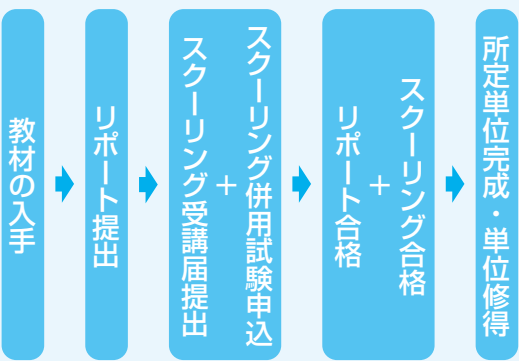 教材の入手
リポート提出
スクーリング併用試験申込
+
スクーリング受講届提出
スクーリング合格
+
リポート合格
所定単位完成・単位修得